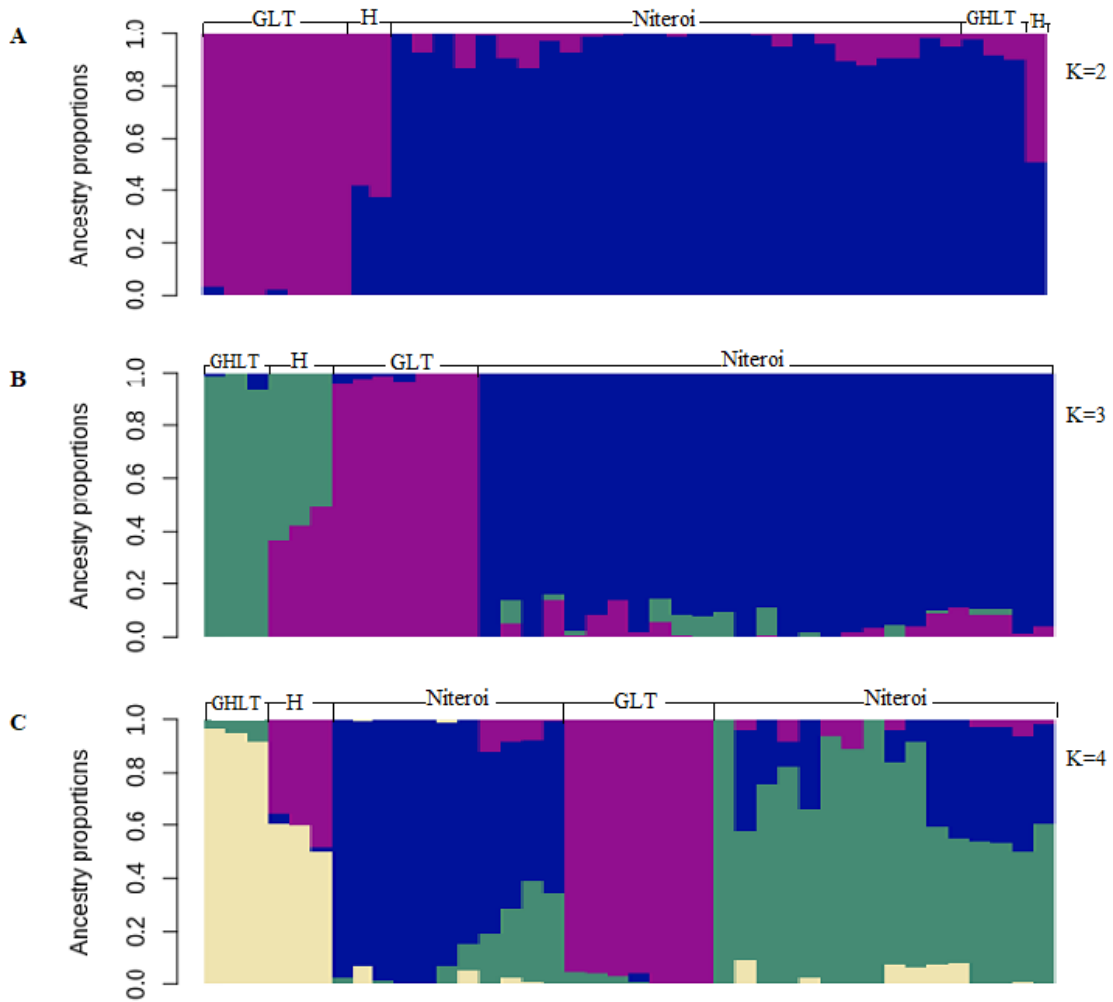 A
GLT H Niteroi GHLT H
K=2
Ancestry proportions
0.0 0.2 0.4 0.6 0.8 1.0
B
GHLT H GLT Niteroi
K=3
Ancestry proportions
0.0 0.2 0.4 0.6 0.8 1.0
C
GHLT H Niteroi GLT Niteroi
K=4
Ancestry proportions
0.0 0.2 0.4 0.6 0.8 1.0